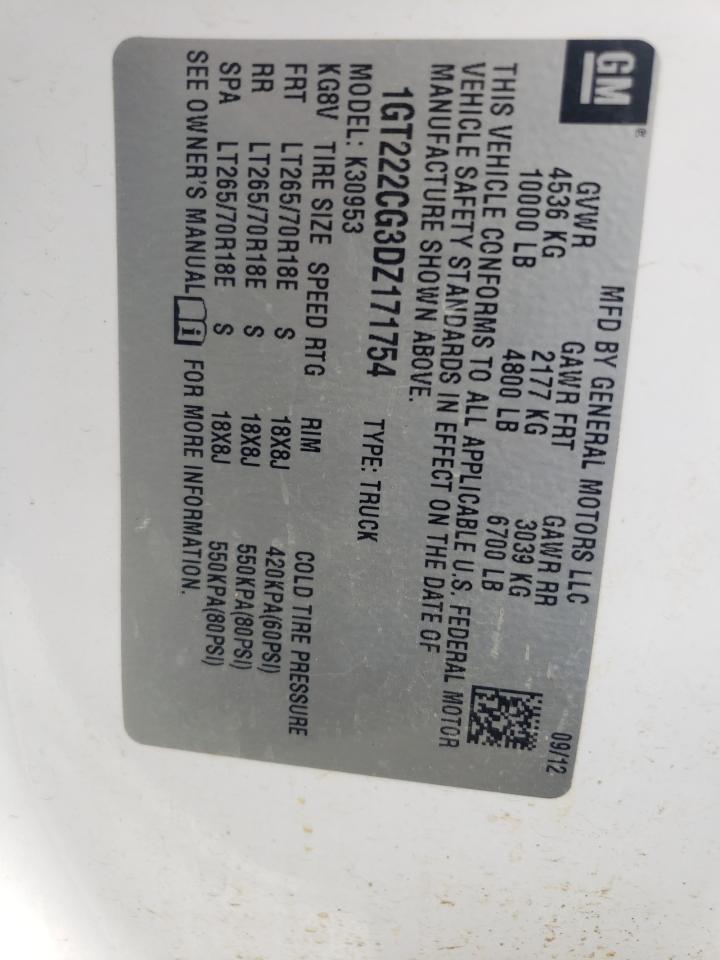 GM
MFD BY GENERAL MOTORS LLC 09/12
GVWR GAWR FRT GAWR RR
4536 KG 2177 KG 3039 KG
10000 LB 4800 LB 6700 LB
THIS VEHICLE CONFORMS TO ALL APPLICABLE U.S. FEDERAL MOTOR
VEHICLE SAFETY STANDARDS IN EFFECT ON THE DATE OF
MANUFACTURE SHOWN ABOVE.
1GT222CG3DZ171754 TYPE: TRUCK
MODEL: K30953
KG8V TIRE SIZE SPEED RTG RIM COLD TIRE PRESSURE
FRT LT265/70R18E S 18X8J 420KPA(60PSI)
RR LT265/70R18E S 18X8J 550KPA(80PSI)
SPA LT265/70R18E S 18X8J 550KPA(80PSI)
SEE OWNER'S MANUAL i FOR MORE INFORMATION.